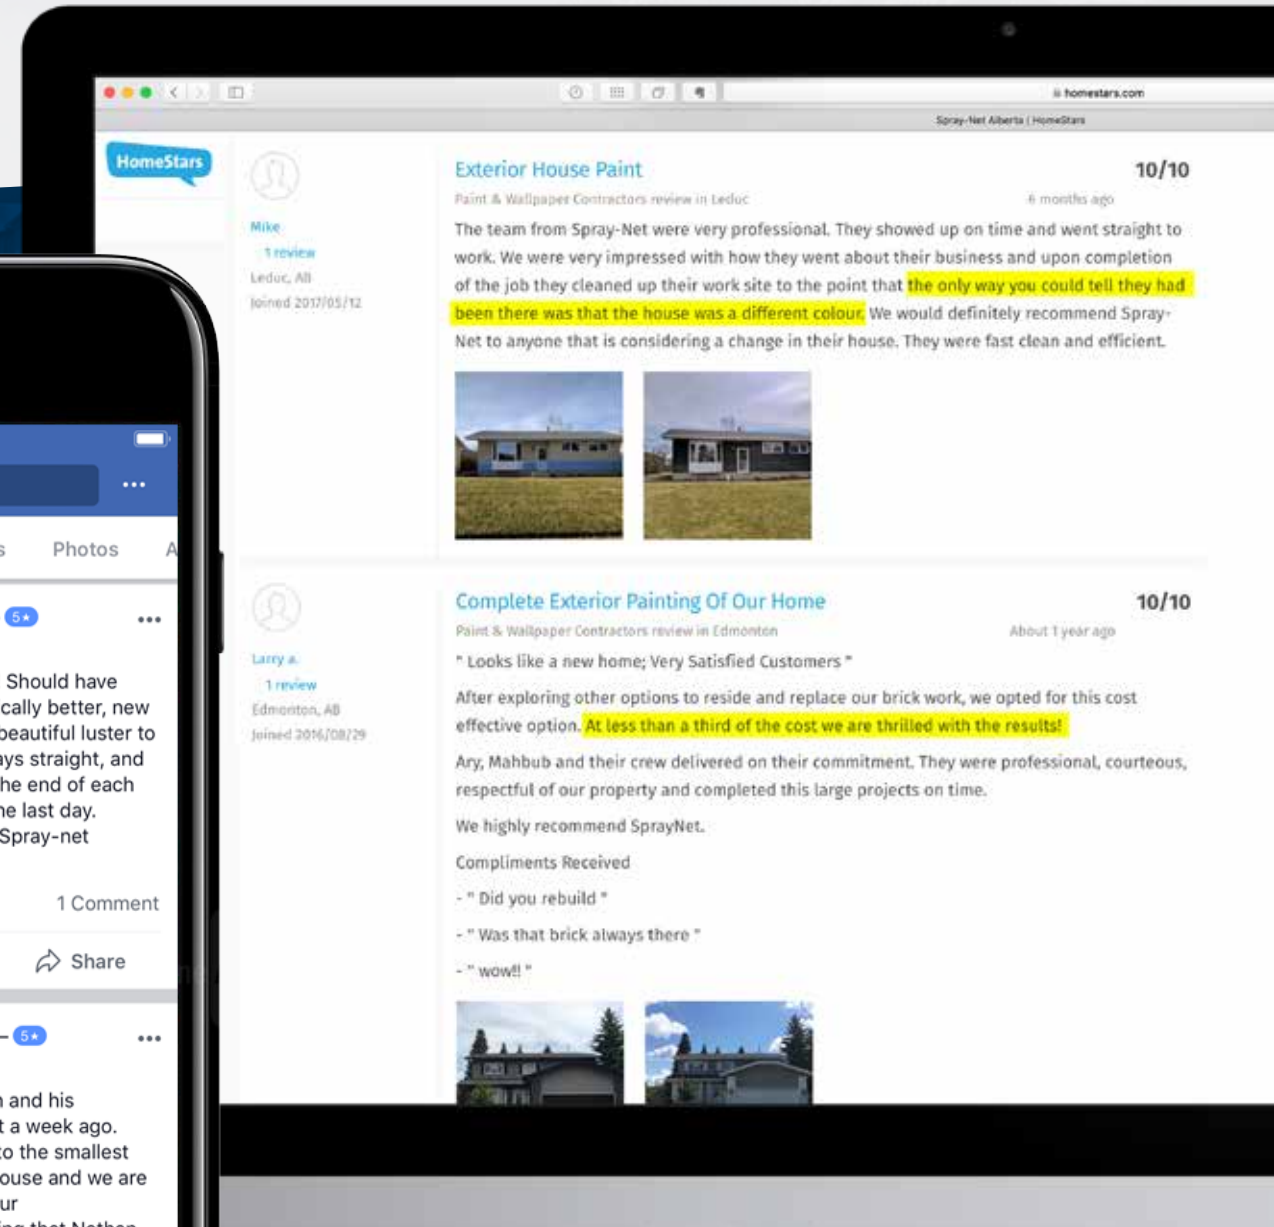 homestars.com
Spray-Net Alberta | HomeStars
HomeStars
Mike
1 review
Leduc, AB
Joined 2017/05/12
Exterior House Paint
10/10
Paint & Wallpaper Contractors review in Leduc
6 months ago
The team from Spray-Net were very professional. They showed up on time and went straight to
work. We were very impressed with how they went about their business and upon completion
of the job they cleaned up their work site to the point that the only way you could tell they had
been there was that the house was a different colour. We would definitely recommend Spray-
Net to anyone that is considering a change in their house. They were fast clean and efficient.
Larry a.
1 review
Edmonton, AB
Joined 2016/08/29
Complete Exterior Painting Of Our Home
10/10
Paint & Wallpaper Contractors review in Edmonton
About 1 year ago
" Looks like a new home; Very Satisfied Customers "
After exploring other options to reside and replace our brick work, we opted for this cost
effective option. At less than a third of the cost we are thrilled with the results!
Ary, Mahbub and their crew delivered on their commitment. They were professional, courteous,
respectful of our property and completed this large projects on time.
We highly recommend SprayNet.
Compliments Received
- " Did you rebuild "
- " Was that brick always there "
- " wow!! "
Photos
5★
Should have
cally better, new
beautiful luster to
ays straight, and
he end of each
ne last day.
Spray-net
1 Comment
Share
5★
and his
t a week ago.
to the smallest
ouse and we are
ur
that Nathan